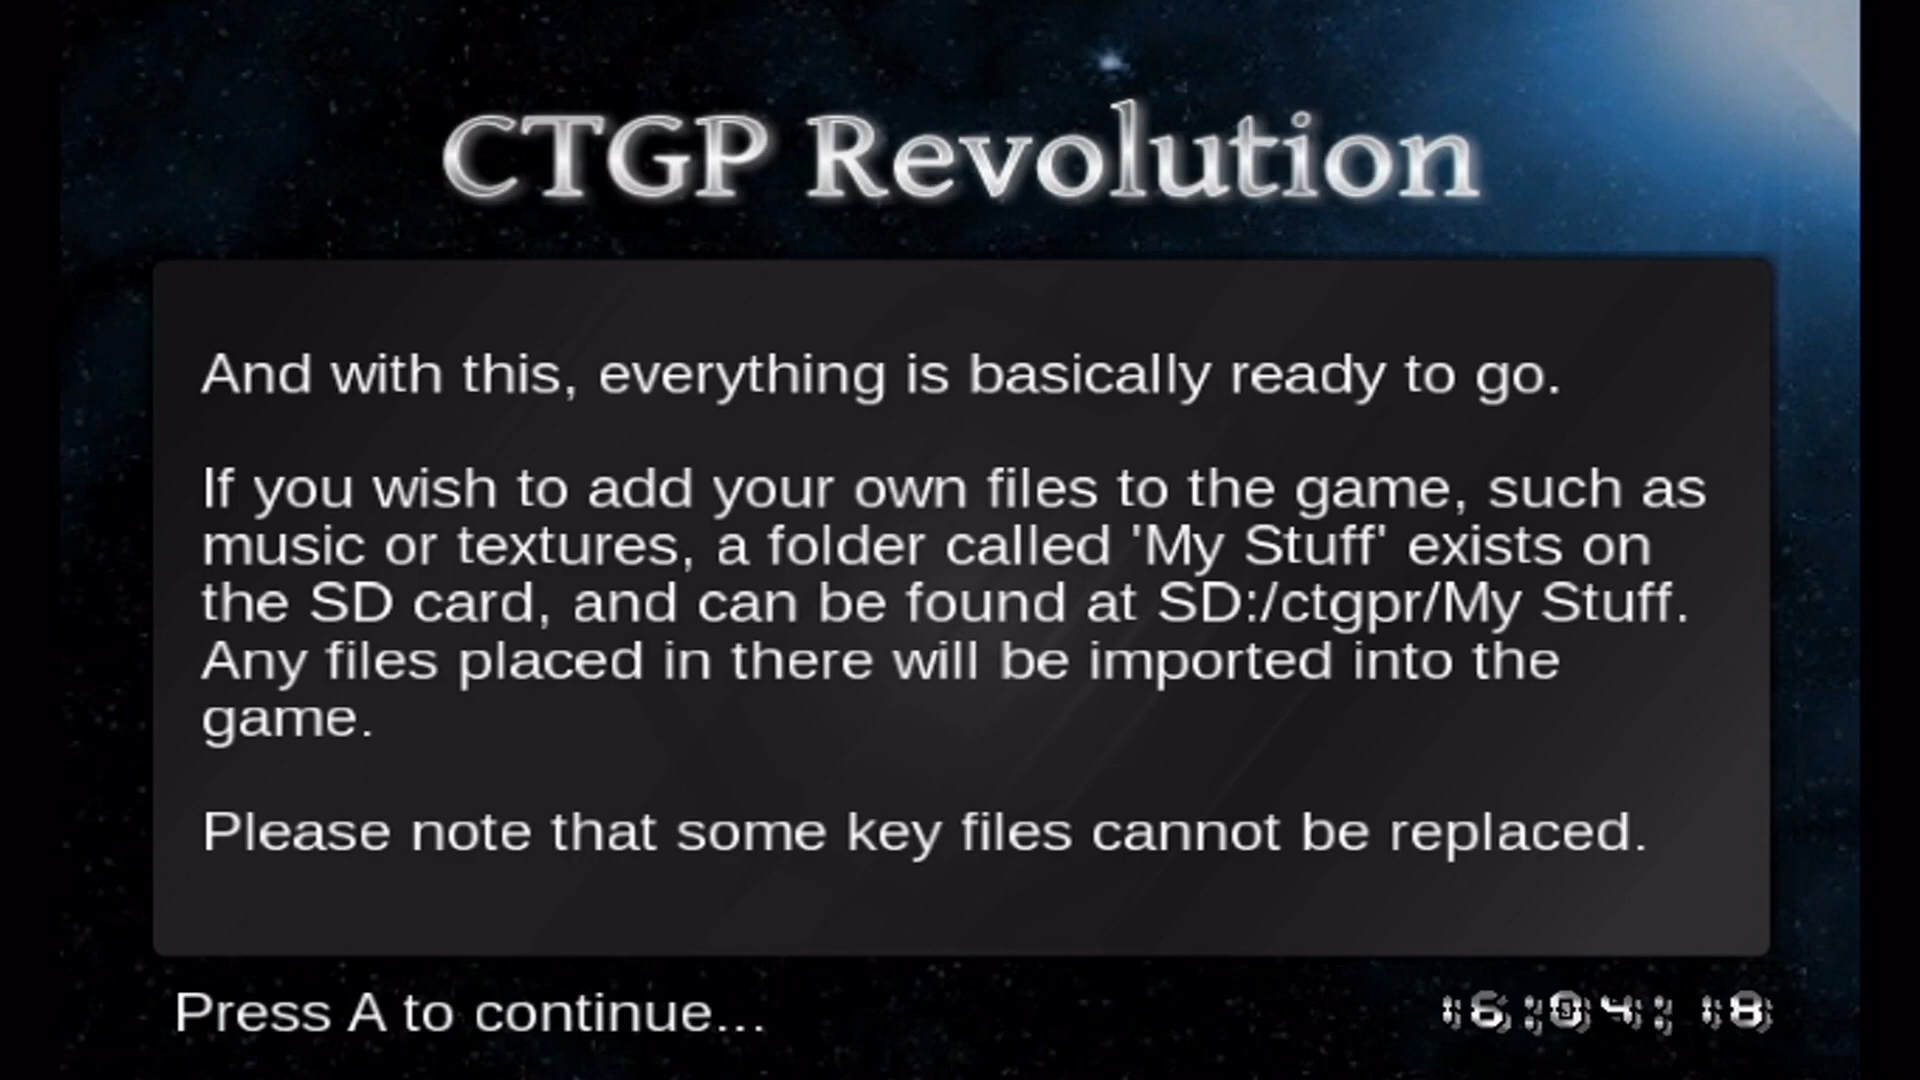 CTGP Revolution
And with this, everything is basically ready to go.
If you wish to add your own files to the game, such as
music or textures, a folder called 'My Stuff' exists on
the SD card, and can be found at SD:/ctgpr/My Stuff.
Any files placed in there will be imported into the
game.
Please note that some key files cannot be replaced.
Press A to continue...